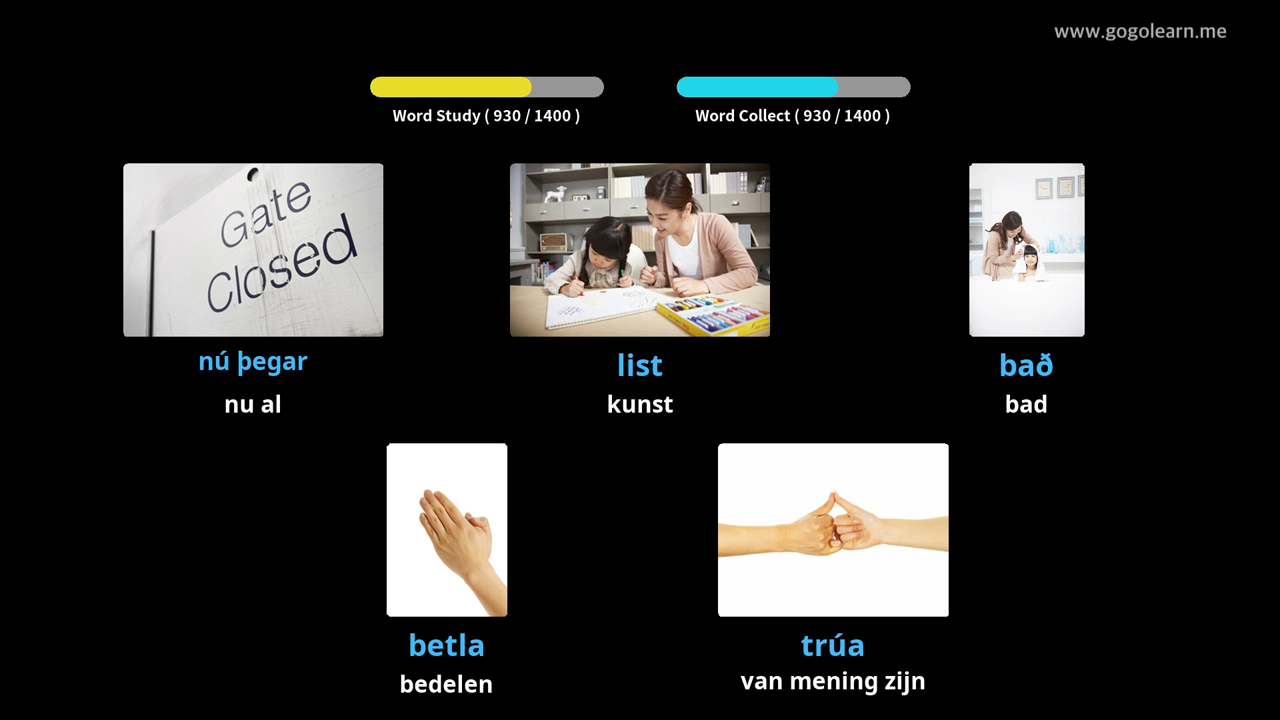 www.gogolearn.me
Word Study ( 930 / 1400 )
Word Collect ( 930 / 1400 )
Gate
Closed
nú þegar
nu al
list
kunst
bað
bad
betla
bedelen
trúa
van mening zijn